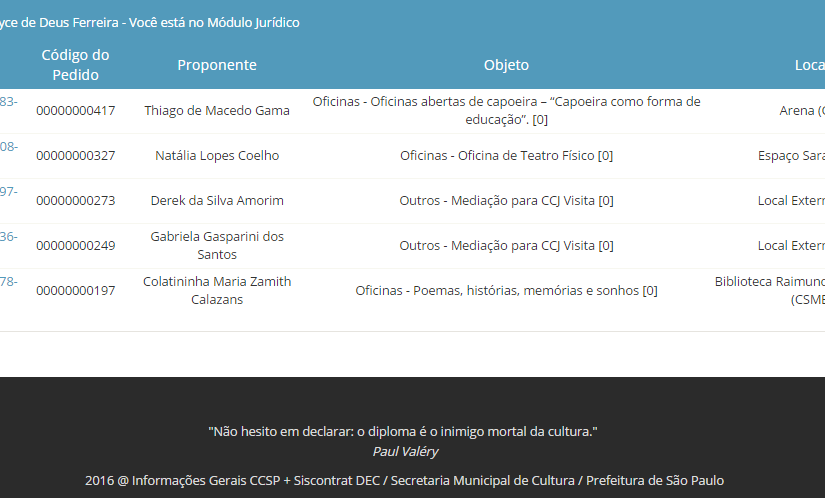 yce de Deus Ferreira - Você está no Módulo Jurídico
Código do
Pedido
Proponente
Objeto
Loca
83-
00000000417
Thiago de Macedo Gama
Oficinas - Oficinas abertas de capoeira – “Capoeira como forma de
educação”. [0]
Arena (C
08-
00000000327
Natália Lopes Coelho
Oficinas - Oficina de Teatro Físico [0]
Espaço Sara
97-
00000000273
Derek da Silva Amorim
Outros - Mediação para CCJ Visita [0]
Local Extern
36-
00000000249
Gabriela Gasparini dos
Santos
Outros - Mediação para CCJ Visita [0]
Local Extern
78-
00000000197
Colatininha Maria Zamith
Calazans
Oficinas - Poemas, histórias, memórias e sonhos [0]
Biblioteca Raimund
(CSMB
"Não hesito em declarar: o diploma é o inimigo mortal da cultura."
Paul Valéry
2016 @ Informações Gerais CCSP + Siscontrat DEC / Secretaria Municipal de Cultura / Prefeitura de São Paulo